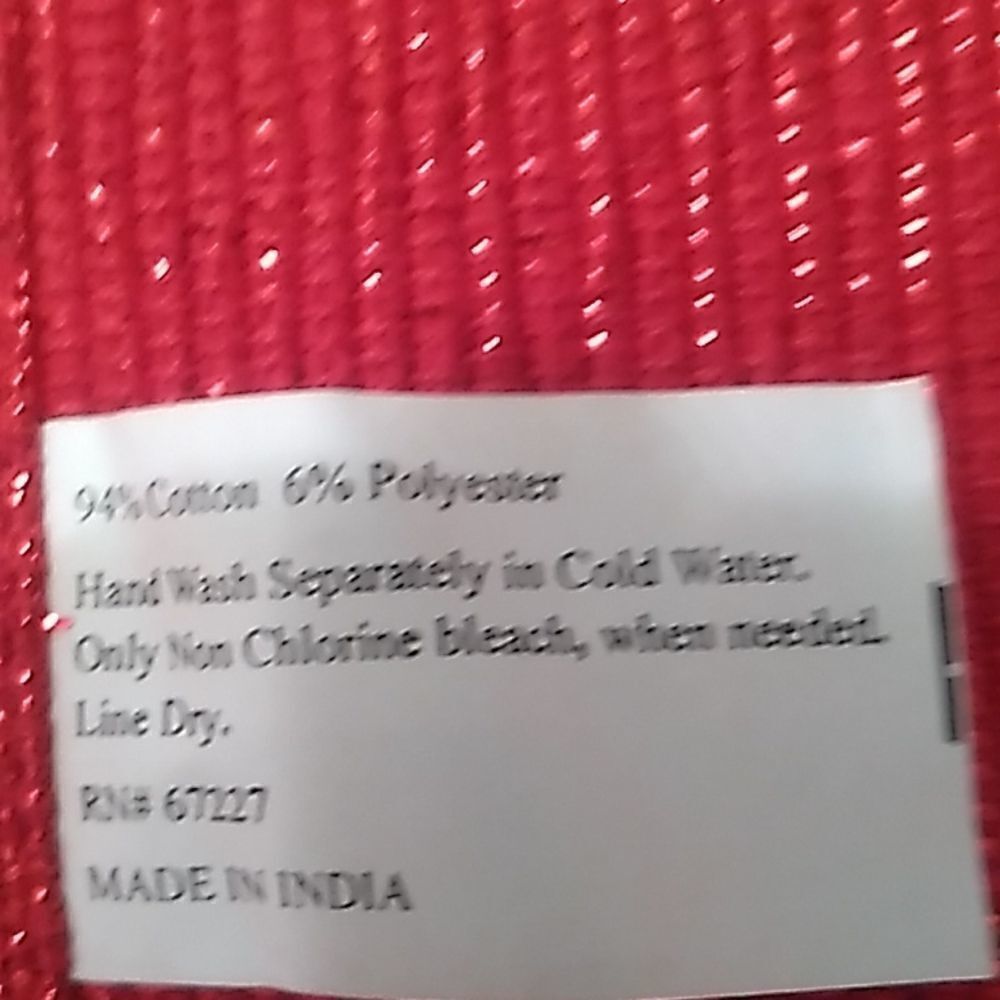 94% Cotton 6% Polyester
Hand Wash Separately in Cold Water.
Only Non Chlorine bleach, when needed.
Line Dry.
RN# 67227
MADE IN INDIA